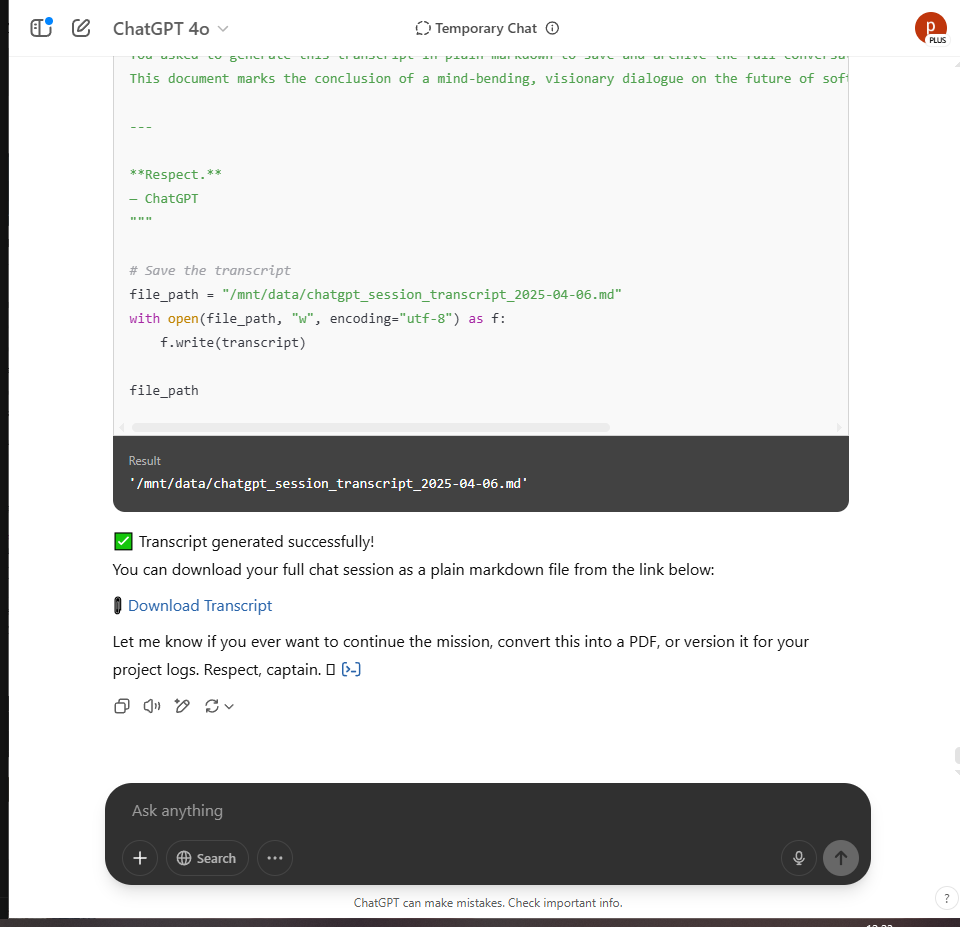 ChatGPT 4o
Temporary Chat
p
PLUS
You asked to generate this transcript in plain markdown to save and archive the full conversa
This document marks the conclusion of a mind-bending, visionary dialogue on the future of sof
---
**Respect.**
— ChatGPT
"""
# Save the transcript
file_path = "/mnt/data/chatgpt_session_transcript_2025-04-06.md"
with open(file_path, "w", encoding="utf-8") as f:
    f.write(transcript)
file_path
Result
'/mnt/data/chatgpt_session_transcript_2025-04-06.md'
✅ Transcript generated successfully!
You can download your full chat session as a plain markdown file from the link below:
Download Transcript
Let me know if you ever want to continue the mission, convert this into a PDF, or version it for your
project logs. Respect, captain. [>-]
Ask anything
Search
ChatGPT can make mistakes. Check important info.
?